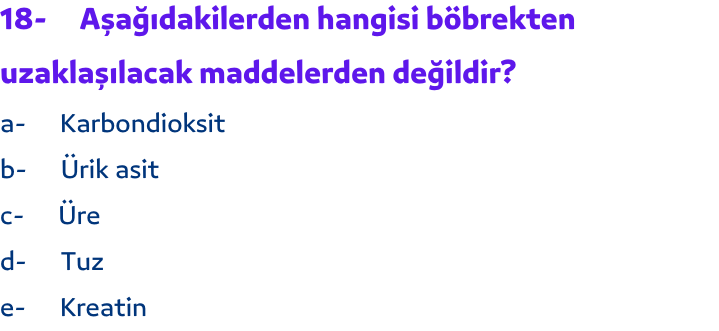 18- Aşağıdakilerden hangisi böbrekten
uzaklaşılacak maddelerden değildir?
a- Karbondioksit
b- Ürik asit
c- Üre
d- Tuz
e- Kreatin